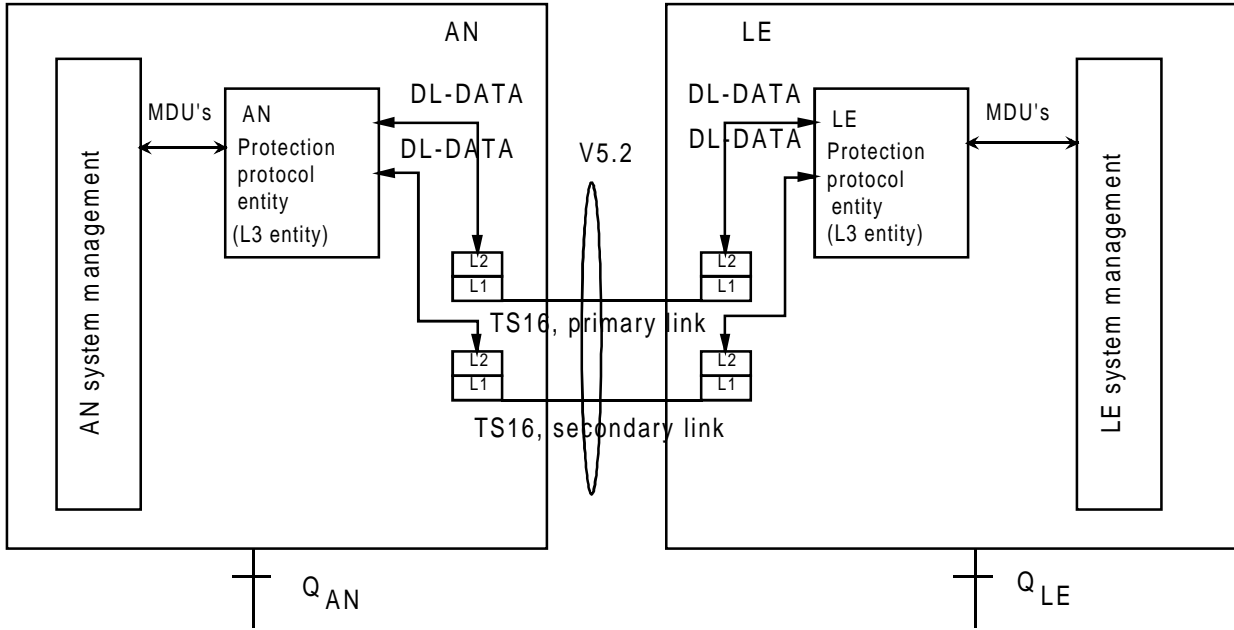 AN
LE
DL-DATA
DL-DATA
MDU's
AN
Protection
protocol
entity
(L3 entity)
DL-DATA
DL-DATA
LE
Protection
protocol
entity
(L3 entity)
MDU's
V5.2
AN system management
LE system management
L2
L1
L2
L1
TS16, primary link
L2
L1
L2
L1
TS16, secondary link
QAN
QLE